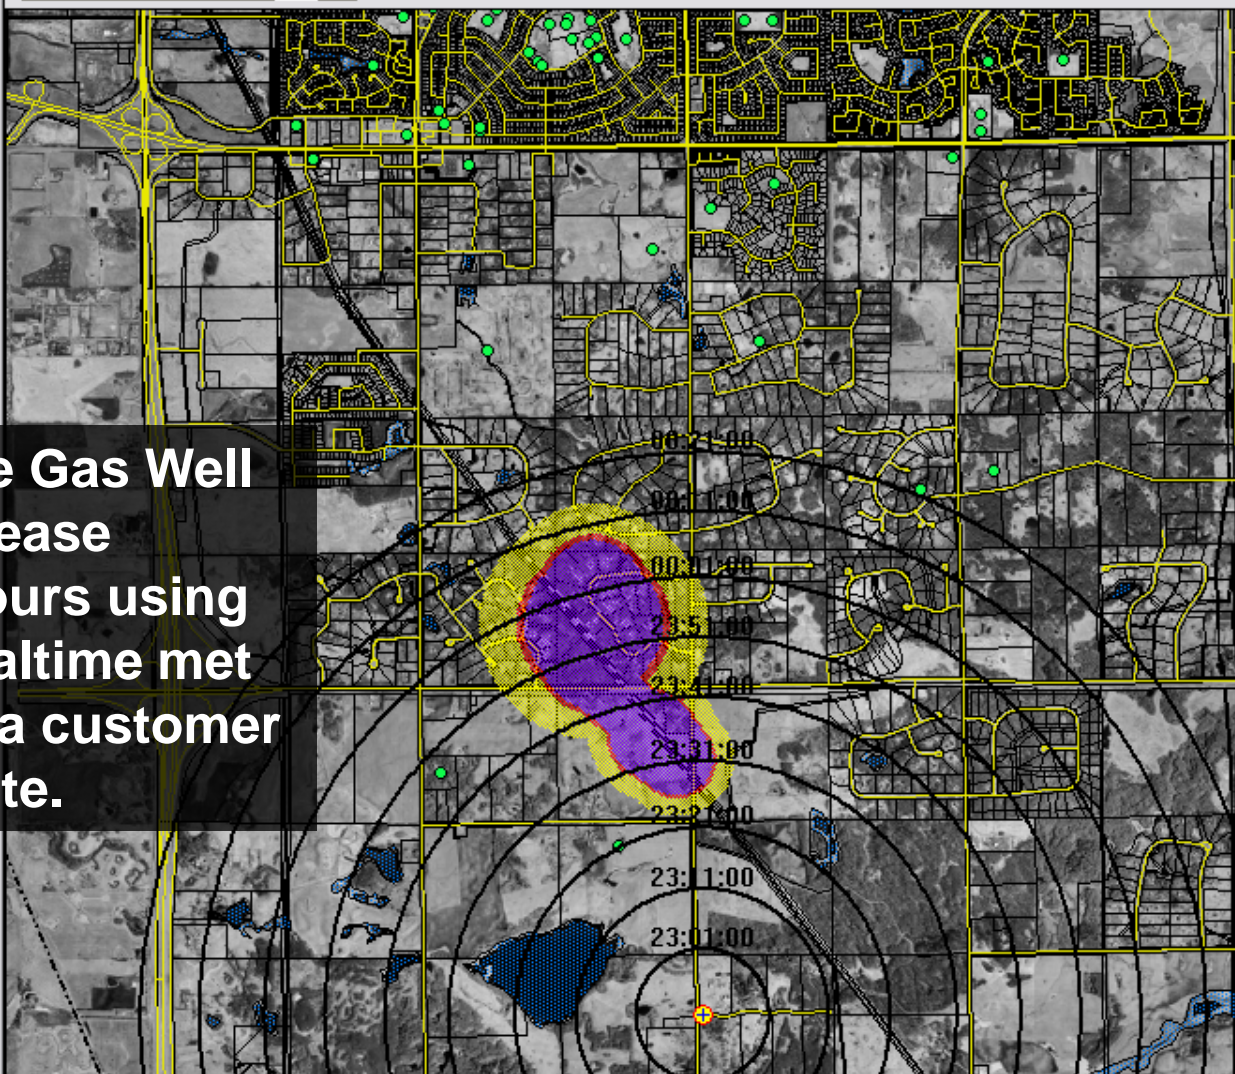 e Gas Well
ease
ours using
altime met
a customer
te.
00:21:00
00:11:00
00:01:00
23:51:00
23:41:00
23:31:00
23:21:00
23:11:00
23:01:00